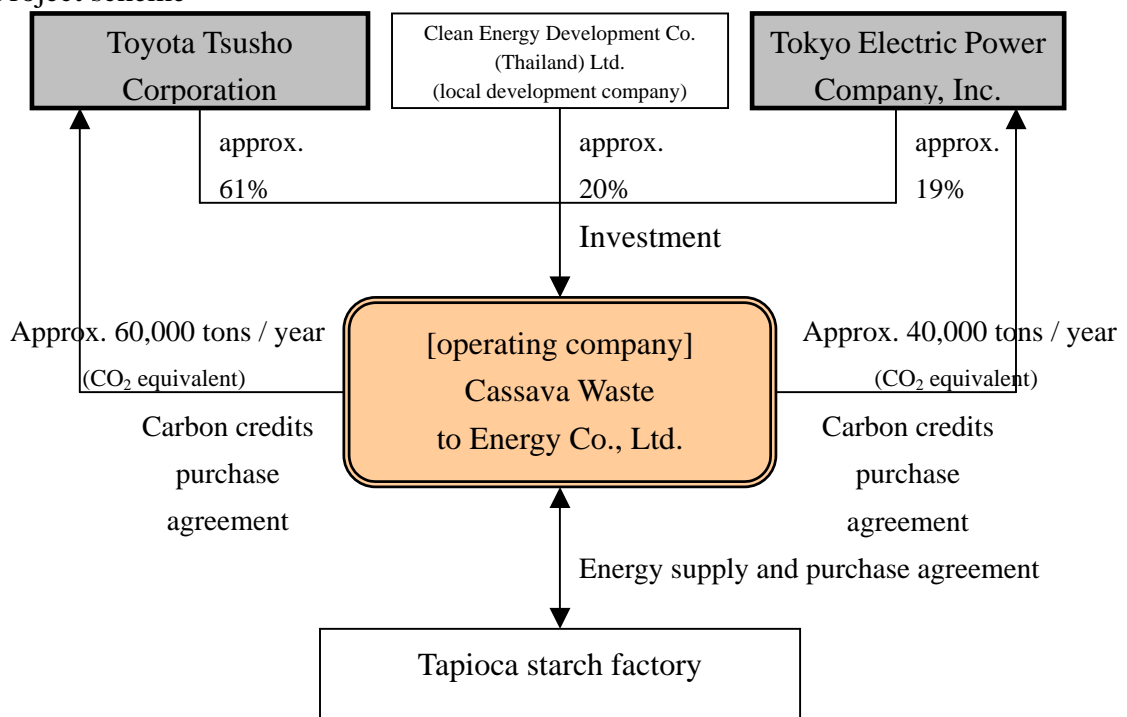 Project scheme
Toyota Tsusho
Corporation
Clean Energy Development Co.
(Thailand) Ltd.
(local development company)
Tokyo Electric Power
Company, Inc.
approx.
61%
approx.
20%
approx.
19%
Investment
Approx. 60,000 tons / year
(CO₂ equivalent)
Carbon credits
purchase
agreement
[operating company]
Cassava Waste
to Energy Co., Ltd.
Approx. 40,000 tons / year
(CO₂ equivalent)
Carbon credits
purchase
agreement
Energy supply and purchase agreement
Tapioca starch factory